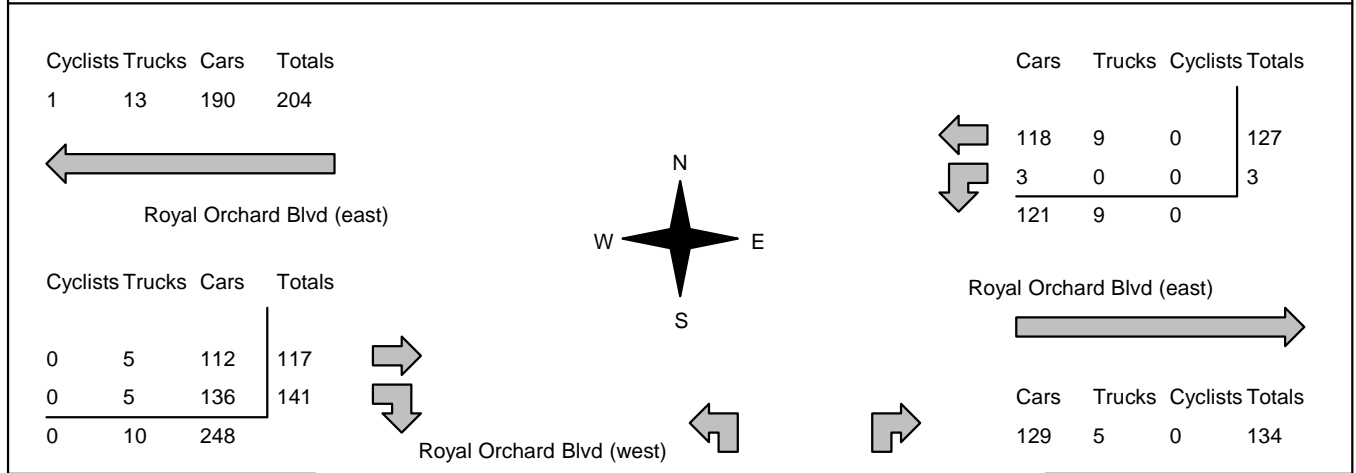 Cyclists Trucks Cars Totals
1 13 190 204
Royal Orchard Blvd (east)
Cyclists Trucks Cars Totals
0 5 112 117
0 5 136 141
0 10 248
Royal Orchard Blvd (west)
N
W E
S
Cars Trucks Cyclists Totals
118 9 0 127
3 0 0 3
121 9 0
Royal Orchard Blvd (east)
Cars Trucks Cyclists Totals
129 5 0 134